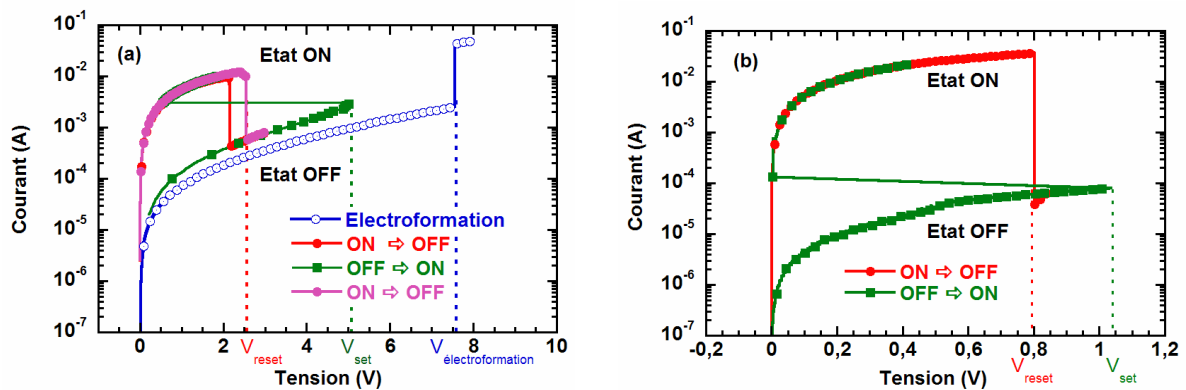 (a)
Etat ON
Etat OFF
Electroformation
ON ⇨ OFF
OFF ⇨ ON
ON ⇨ OFF
Courant (A)
10⁻¹
10⁻²
10⁻³
10⁻⁴
10⁻⁵
10⁻⁶
10⁻⁷
0
2
4
6
8
10
V reset
V set
V électroformation
Tension (V)
(b)
Etat ON
Etat OFF
ON ⇨ OFF
OFF ⇨ ON
Courant (A)
10⁻¹
10⁻²
10⁻³
10⁻⁴
10⁻⁵
10⁻⁶
10⁻⁷
-0,2
0
0,2
0,4
0,6
0,8
1
1,2
V reset
V set
Tension (V)